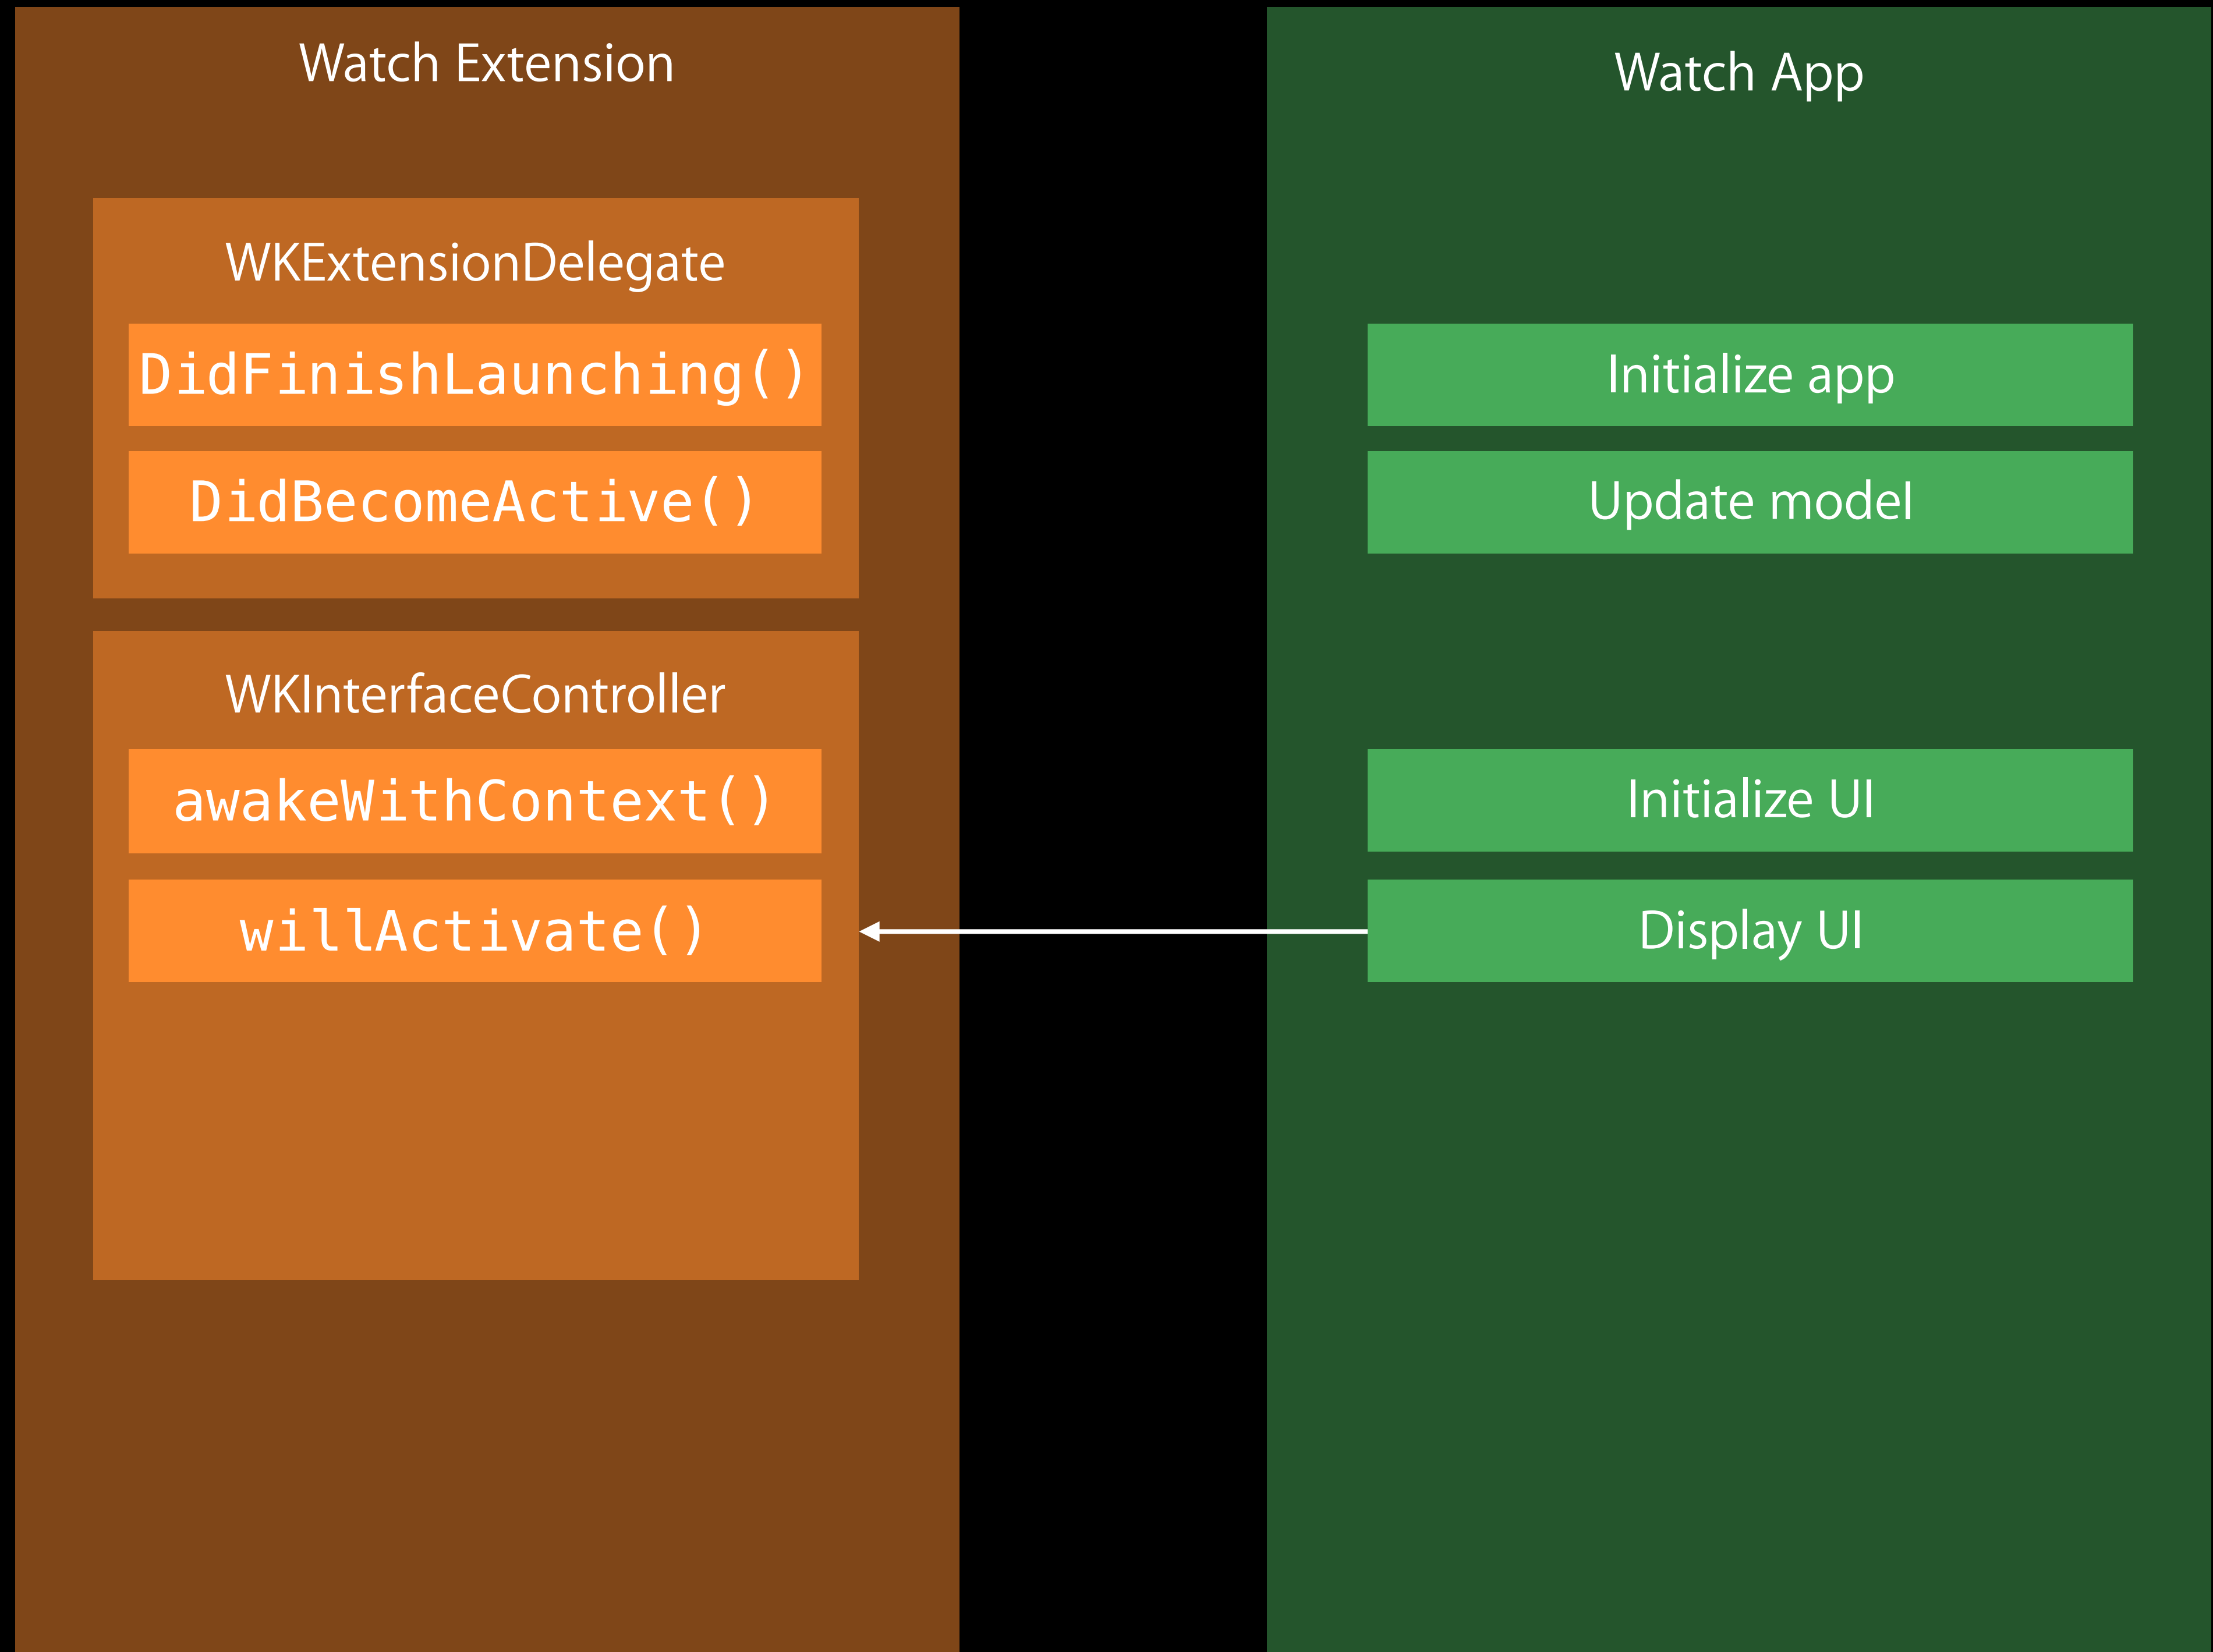 Watch Extension
WKExtensionDelegate
DidFinishLaunching()
DidBecomeActive()
WKInterfaceController
awakeWithContext()
willActivate()
Watch App
Initialize app
Update model
Initialize UI
Display UI